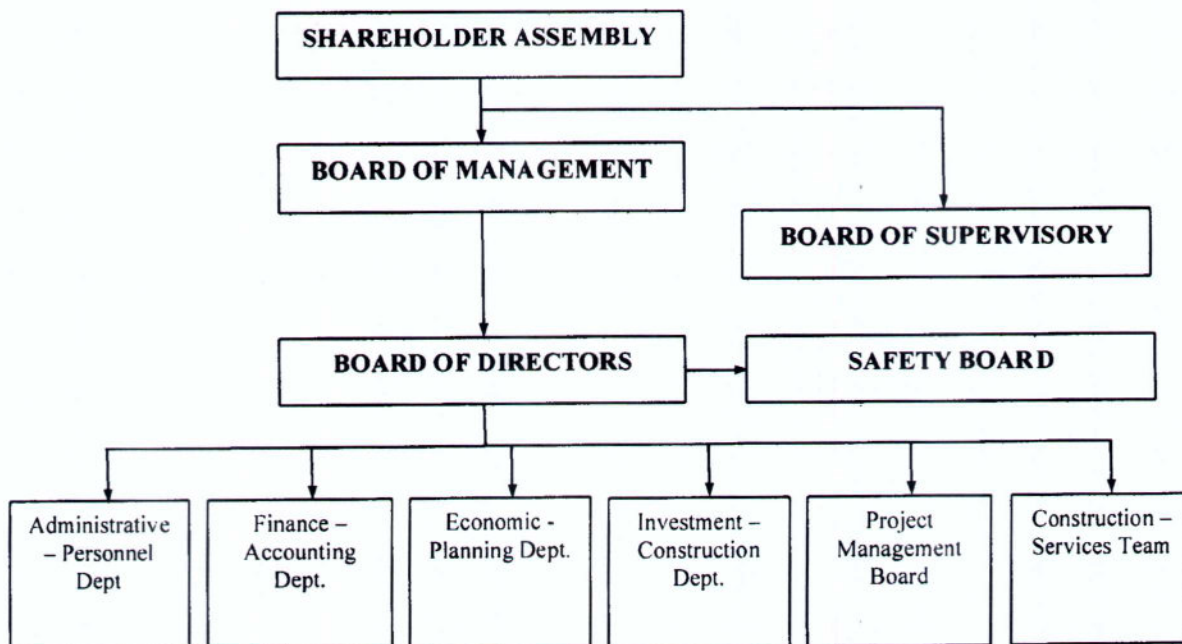 SHAREHOLDER ASSEMBLY
BOARD OF MANAGEMENT
BOARD OF SUPERVISORY
BOARD OF DIRECTORS
SAFETY BOARD
Administrative
– Personnel
Dept
Finance –
Accounting
Dept.
Economic -
Planning Dept.
Investment –
Construction
Dept.
Project
Management
Board
Construction –
Services Team